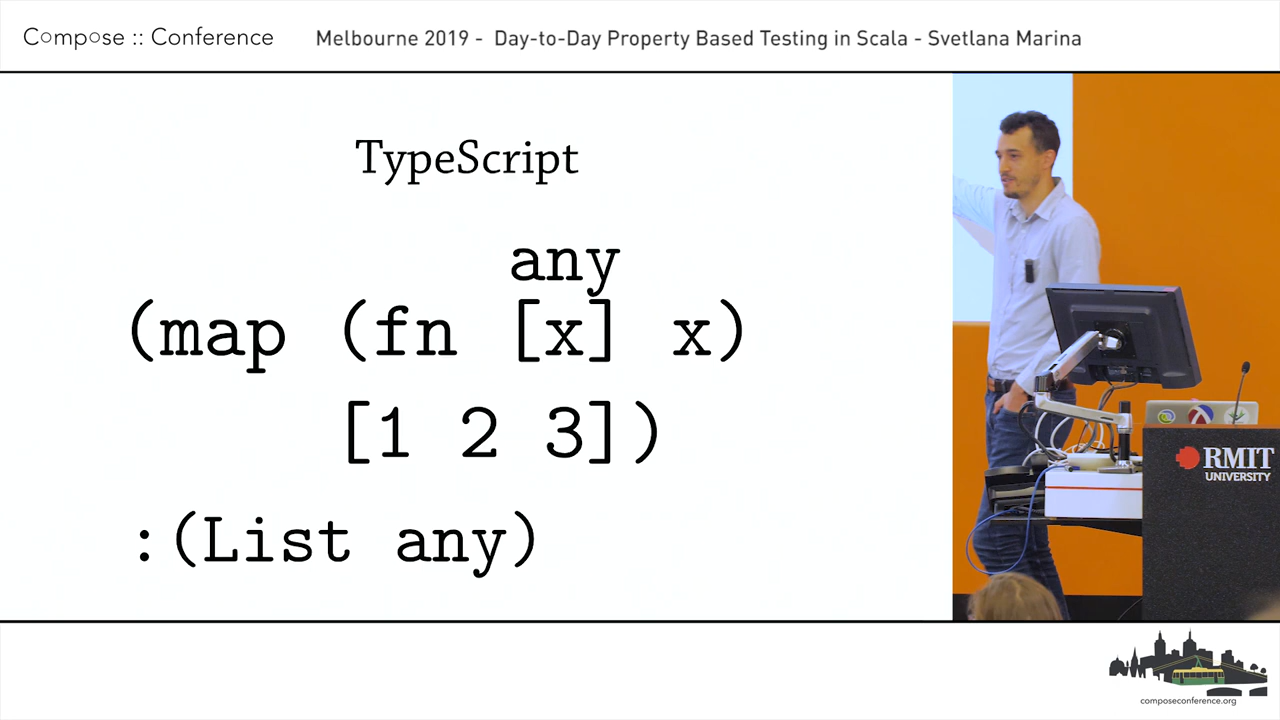 Compose :: Conference
Melbourne 2019 - Day-to-Day Property Based Testing in Scala - Svetlana Marina
TypeScript
any
(map (fn [x] x)
[1 2 3])
:(List any)
RMIT
UNIVERSITY
composeconference.org